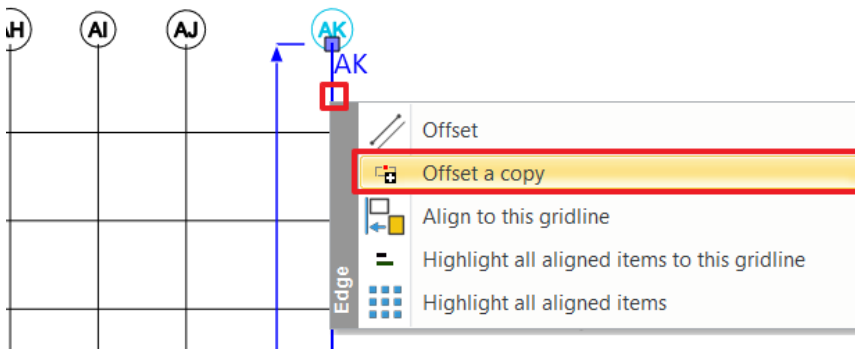 AH
AI
AJ
AK
AK
Offset
Offset a copy
Align to this gridline
Highlight all aligned items to this gridline
Highlight all aligned items
Edge